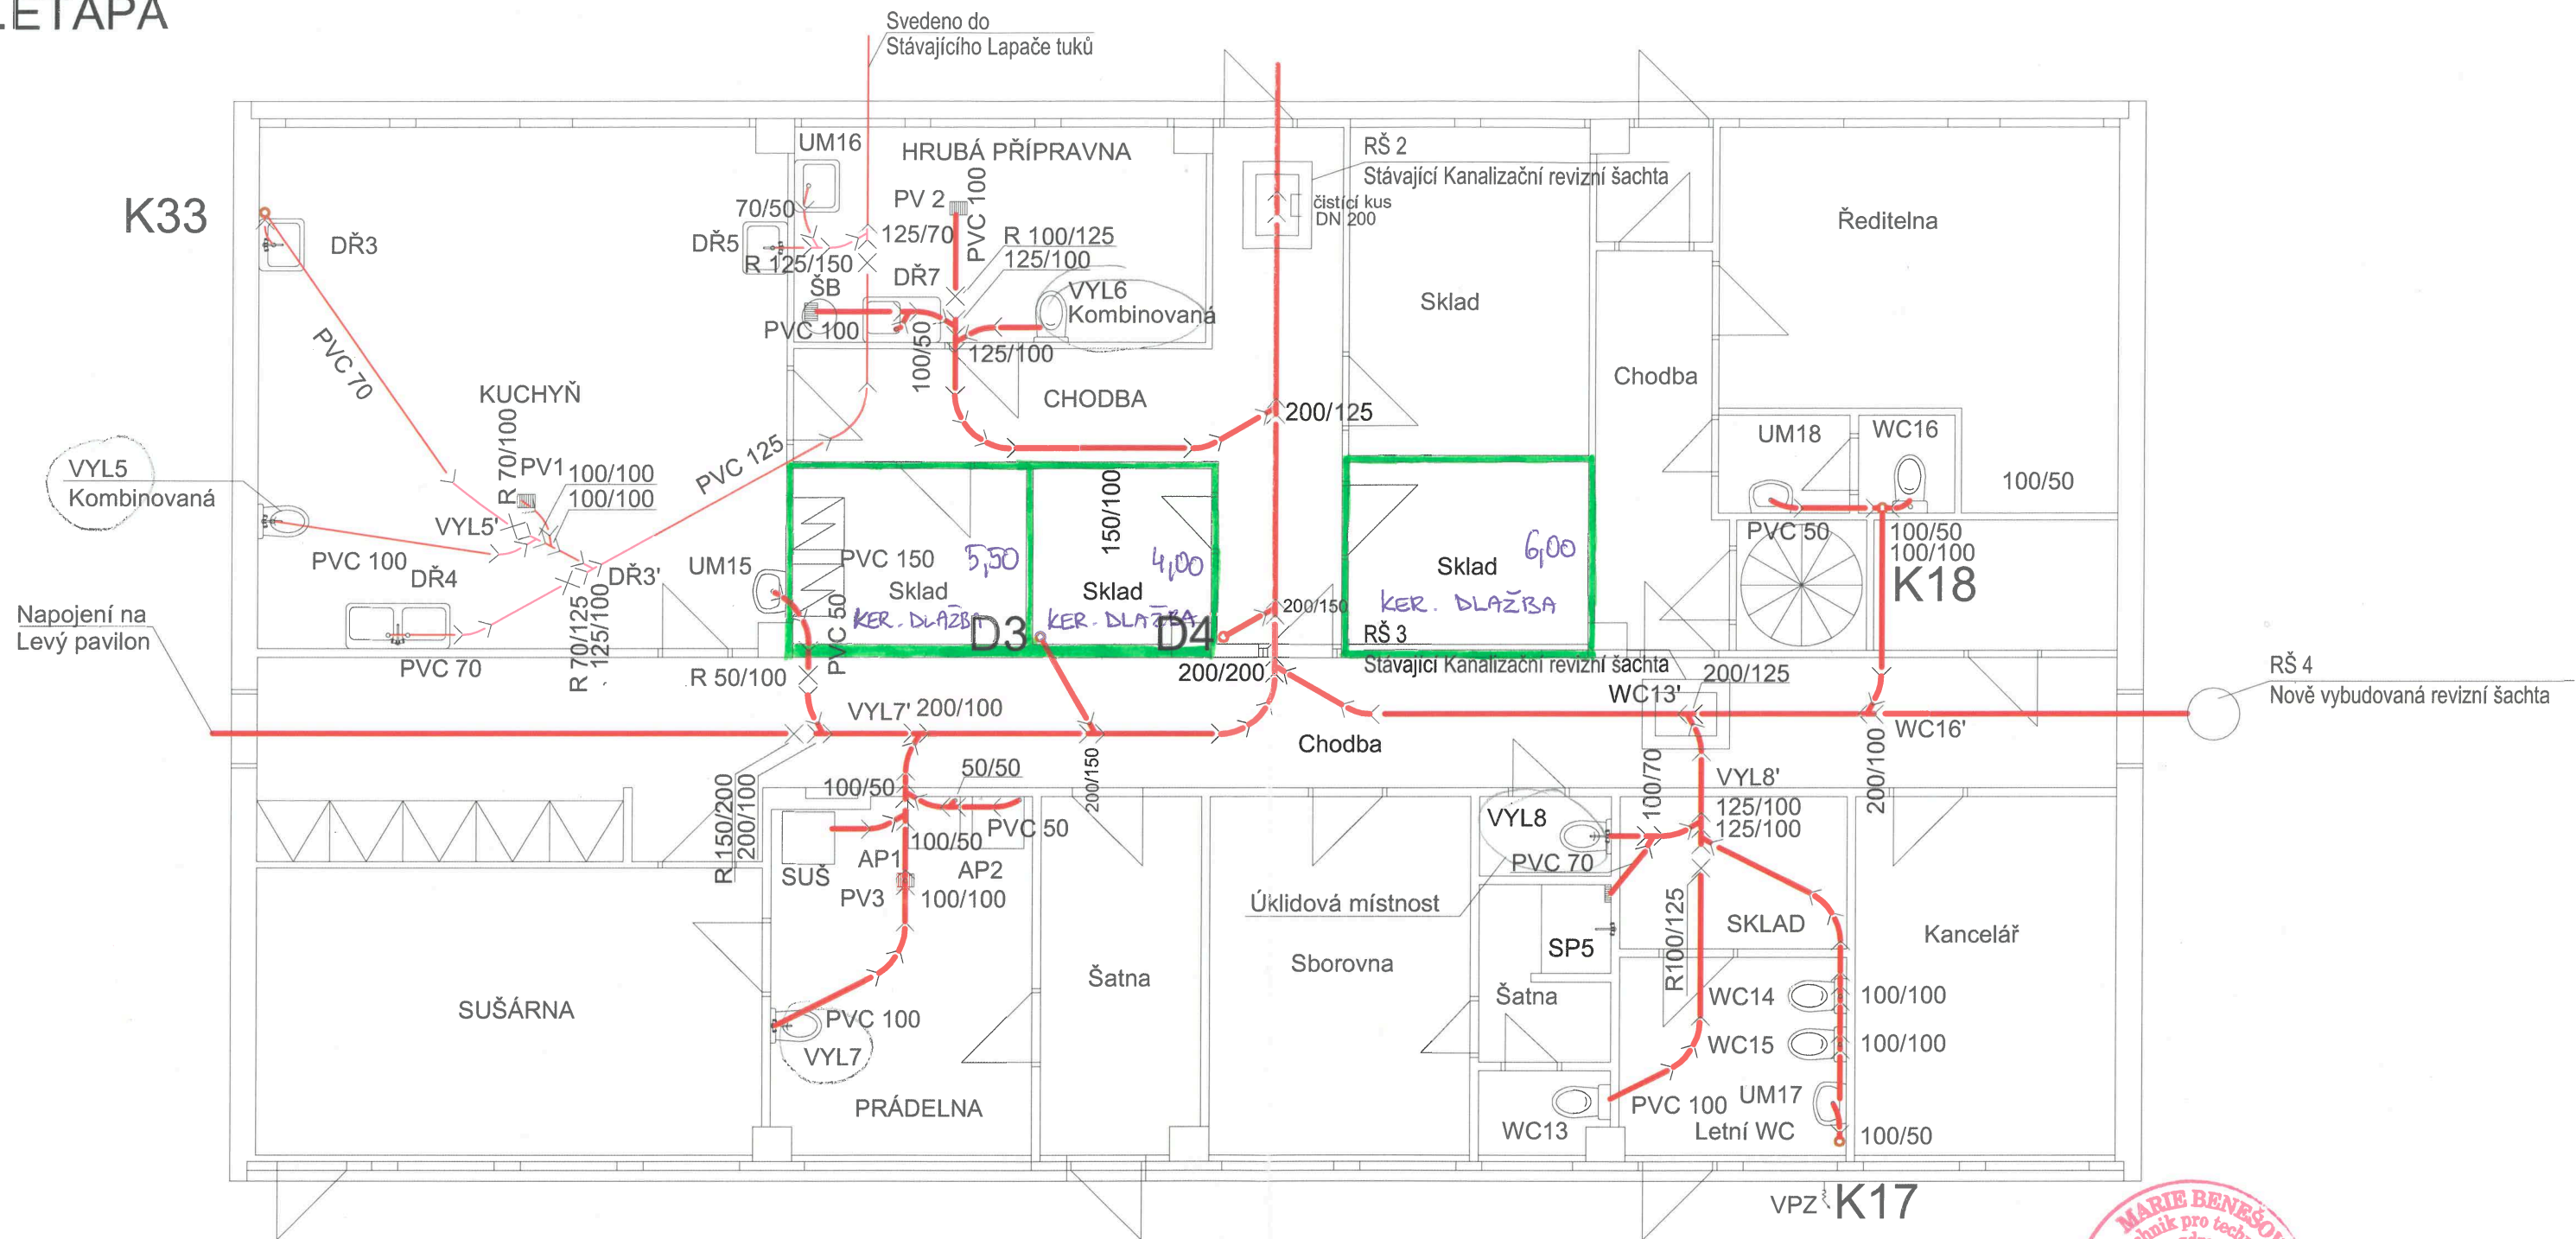 .ETAPA
Svedeno do
Stávajícího Lapače tuků
K33
DŘ3
PVC 70
KUCHYŇ
R 70/100
PV1
100/100
100/100
VYL5
Kombinovaná
VYL5'
PVC 100
DŘ4
DŘ3'
PVC 70
R 70/125
125/100
PVC 125
Napojení na
Levý pavilon
UM16
HRUBÁ PŘÍPRAVNA
70/50
DŘ5
125/70
R 125/150
PV 2
PVC 100
R 100/125
125/100
ŠB
DŘ7
VYL6
Kombinovaná
PVC 100
100/50
125/100
CHODBA
RŠ 2
Stávající Kanalizační revizní šachta
čistící kus
DN 200
200/125
Sklad
Chodba
Ředitelna
UM18
WC16
100/50
PVC 50
100/50
100/100
K18
UM15
PVC 150
5,50
Sklad
KER. DLAŽBA
PVC 50
D3
150/100
4,00
Sklad
KER. DLAŽBA
D4
200/150
6,00
Sklad
KER. DLAŽBA
RŠ 3
Stávající Kanalizační revizní šachta
200/200
R 50/100
VYL7'
200/100
200/150
Chodba
WC13'
200/125
WC16'
200/100
RŠ 4
Nově vybudovaná revizní šachta
R 150/200
200/100
100/50
50/50
PVC 50
100/50
SUŠ
AP1
AP2
PV3
100/100
PVC 100
VYL7
PRÁDELNA
SUŠÁRNA
Šatna
Sborovna
Úklidová místnost
VYL8
PVC 70
100/70
VYL8'
125/100
125/100
SP5
R100/125
SKLAD
Kancelář
Šatna
WC14
100/100
WC15
100/100
UM17
PVC 100
Letní WC
100/50
WC13
VPZ
K17
MARIE BENEŠO